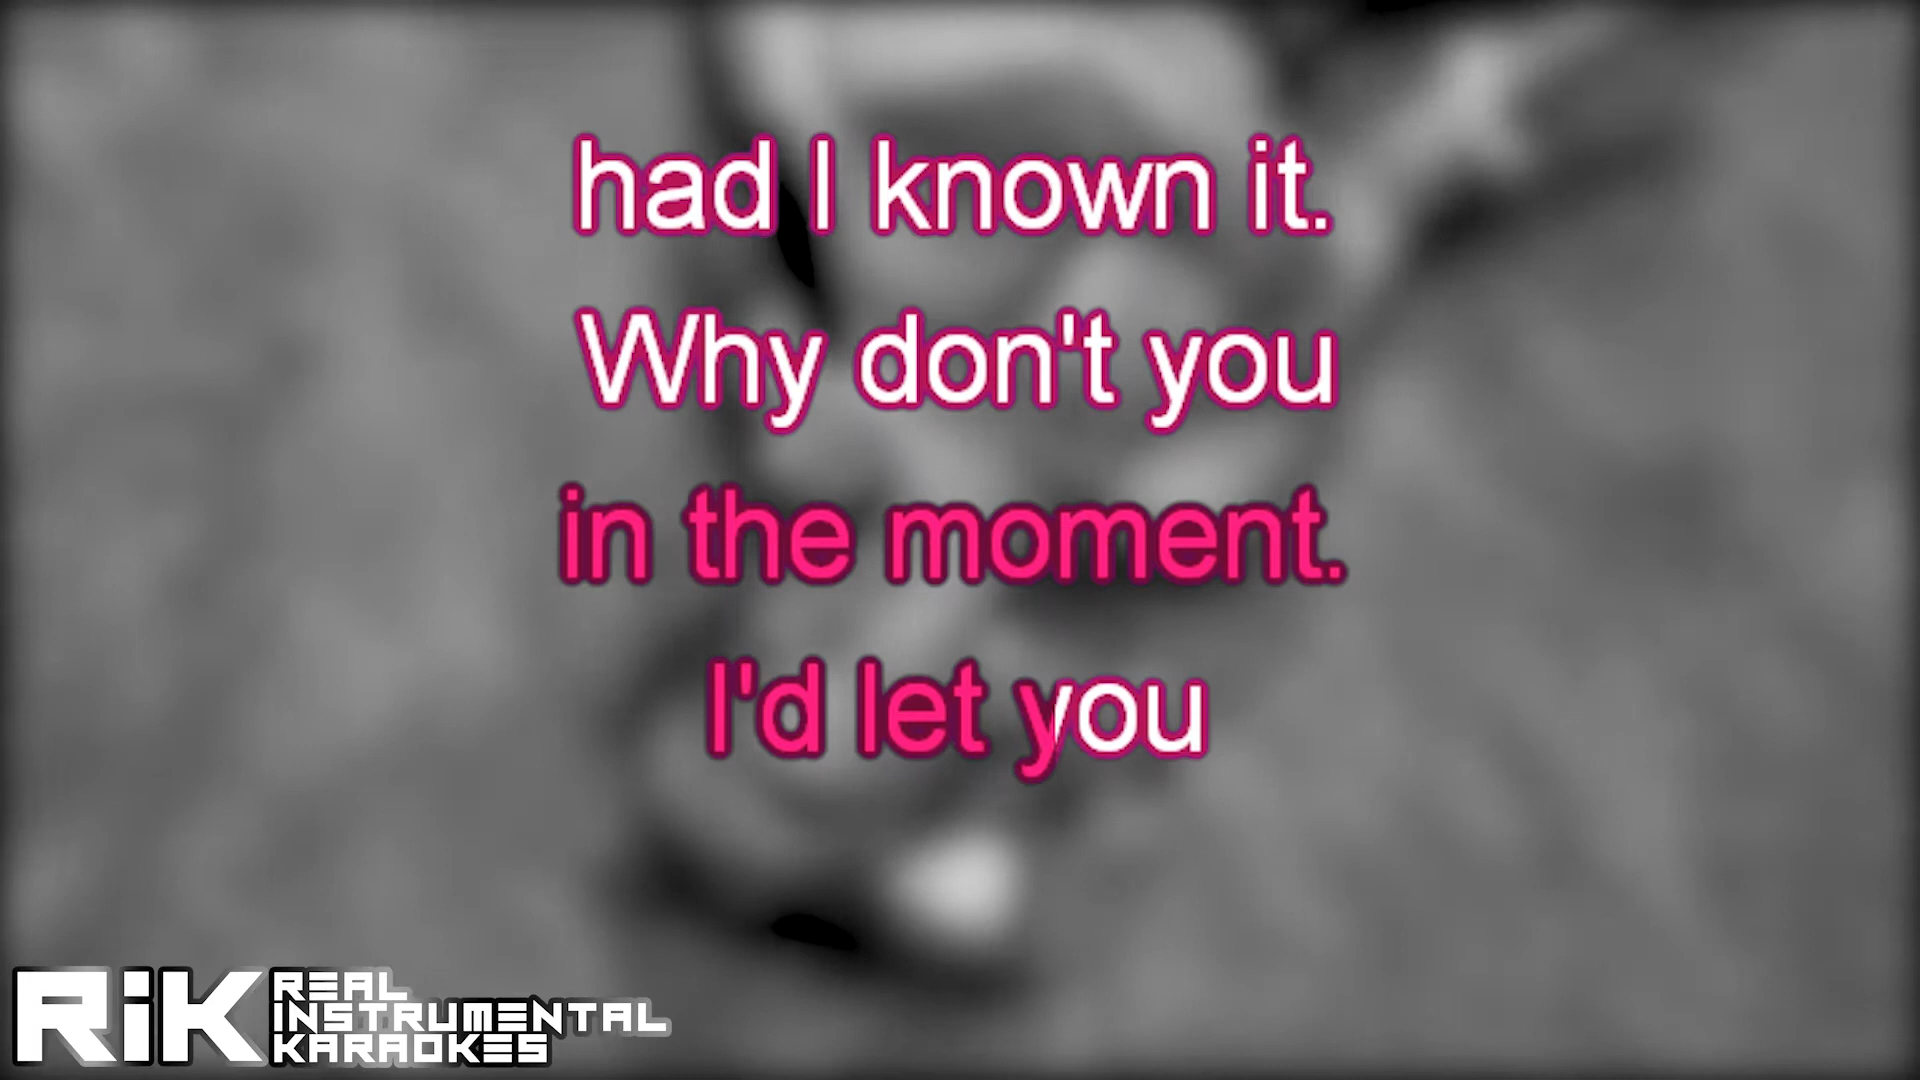 had I known it.
Why don't you
in the moment.
I'd let you
RiK
REAL
INSTRUMENTAL
KARAOKES